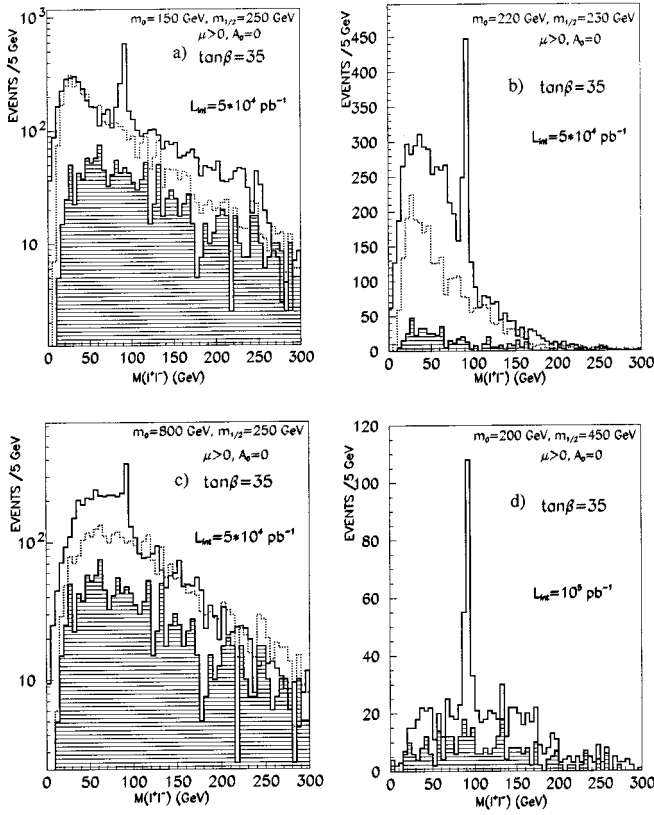 m₀=150 GeV, m₁/₂=250 GeV
μ>0, A₀=0
a) tanβ=35
Lint=5*10⁴ pb⁻¹
EVENTS/5 GeV
10³
10²
10
0 50 100 150 200 250 300
M(l⁺l⁻) (GeV)
m₀=220 GeV, m₁/₂=230 GeV
μ>0, A₀=0
b) tanβ=35
Lint=5*10⁴ pb⁻¹
EVENTS/5 GeV
450
400
350
300
250
200
150
100
50
0
0 50 100 150 200 250 300
M(l⁺l⁻) (GeV)
m₀=800 GeV, m₁/₂=250 GeV
μ>0, A₀=0
c) tanβ=35
Lint=5*10⁴ pb⁻¹
EVENTS/5 GeV
10²
10
0 50 100 150 200 250 300
M(l⁺l⁻) (GeV)
m₀=200 GeV, m₁/₂=450 GeV
μ>0, A₀=0
d) tanβ=35
Lint=10⁵ pb⁻¹
EVENTS/5 GeV
120
100
80
60
40
20
0
0 50 100 150 200 250 300
M(l⁺l⁻) (GeV)